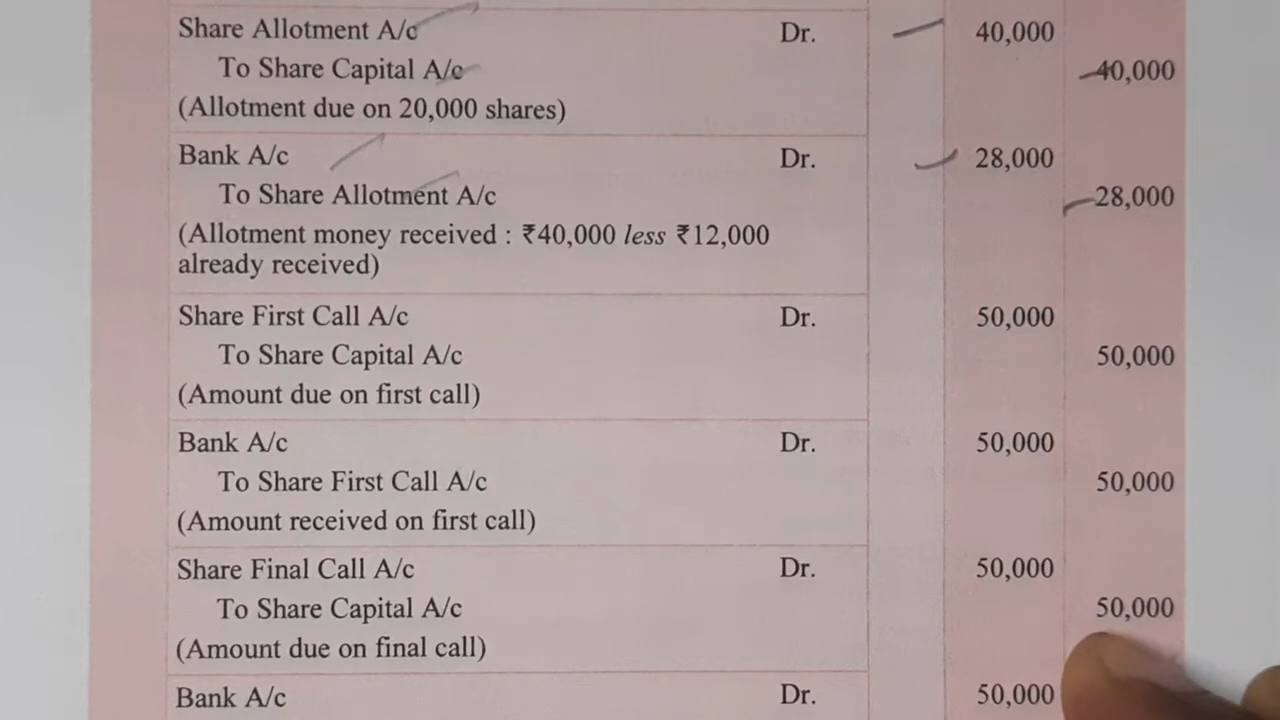 Share Allotment A/c Dr. 40,000
To Share Capital A/c 40,000
(Allotment due on 20,000 shares)
Bank A/c Dr. 28,000
To Share Allotment A/c 28,000
(Allotment money received : ₹40,000 less ₹12,000
already received)
Share First Call A/c Dr. 50,000
To Share Capital A/c 50,000
(Amount due on first call)
Bank A/c Dr. 50,000
To Share First Call A/c 50,000
(Amount received on first call)
Share Final Call A/c Dr. 50,000
To Share Capital A/c 50,000
(Amount due on final call)
Bank A/c Dr. 50,000